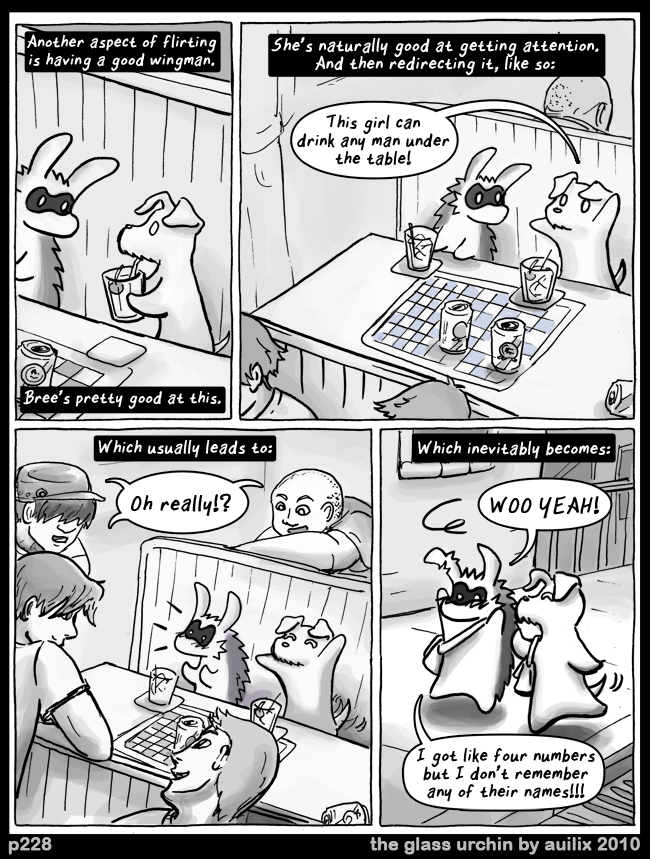 Another aspect of flirting
is having a good wingman.
Bree's pretty good at this.
She's naturally good at getting attention.
And then redirecting it, like so:
This girl can
drink any man under
the table!
Which usually leads to:
Oh really!?
Which inevitably becomes:
WOO YEAH!
I got like four numbers
but I don't remember
any of their names!!!
p228
the glass urchin by auilix 2010